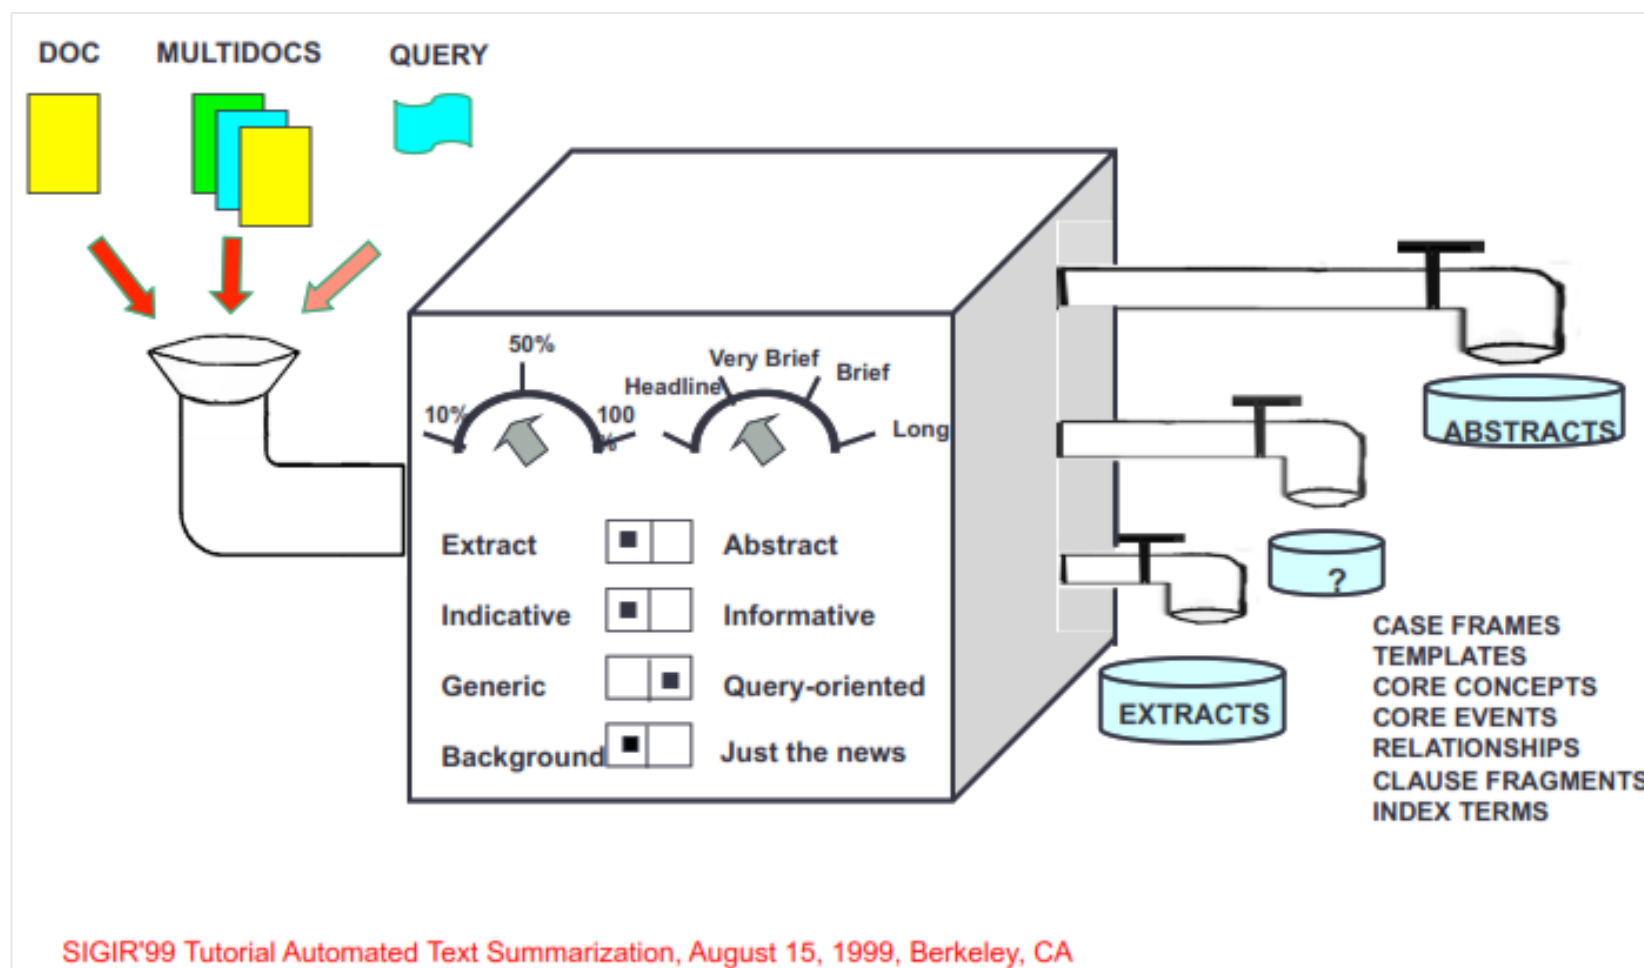 DOC
MULTIDOCS
QUERY
50%
10%
100
%
Headline
Very Brief
Brief
Long
Extract
Abstract
Indicative
Informative
Generic
Query-oriented
Background
Just the news
ABSTRACTS
?
EXTRACTS
CASE FRAMES
TEMPLATES
CORE CONCEPTS
CORE EVENTS
RELATIONSHIPS
CLAUSE FRAGMENTS
INDEX TERMS
SIGIR'99 Tutorial Automated Text Summarization, August 15, 1999, Berkeley, CA